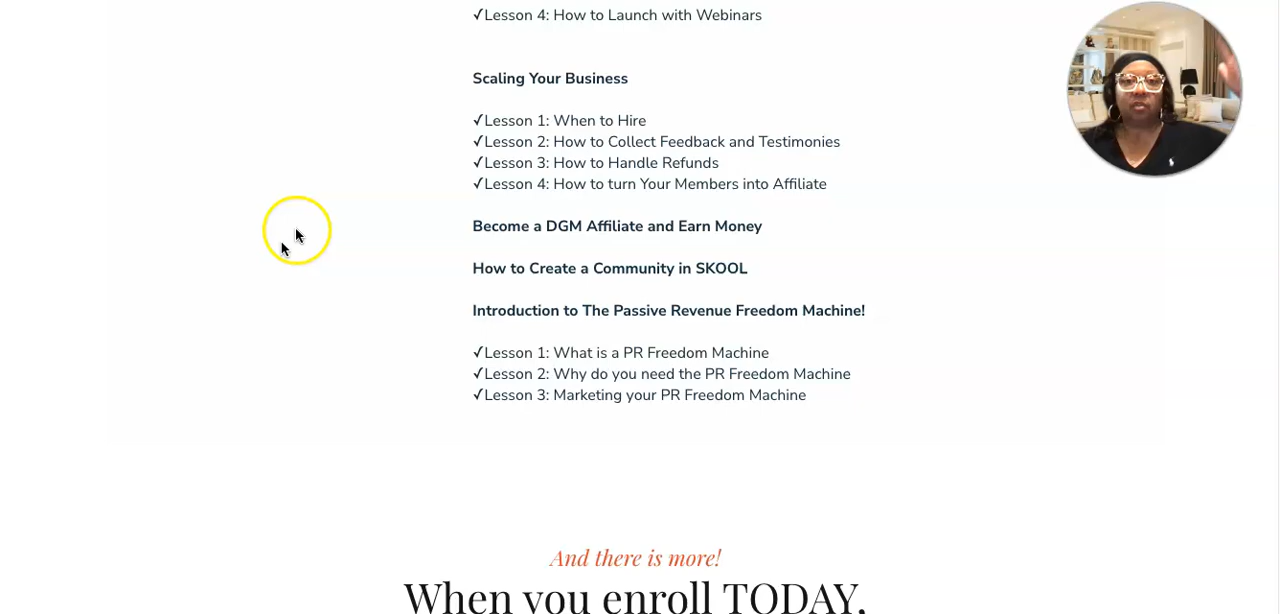 ✓Lesson 4: How to Launch with Webinars
Scaling Your Business
✓Lesson 1: When to Hire
✓Lesson 2: How to Collect Feedback and Testimonies
✓Lesson 3: How to Handle Refunds
✓Lesson 4: How to turn Your Members into Affiliate
Become a DGM Affiliate and Earn Money
How to Create a Community in SKOOL
Introduction to The Passive Revenue Freedom Machine!
✓Lesson 1: What is a PR Freedom Machine
✓Lesson 2: Why do you need the PR Freedom Machine
✓Lesson 3: Marketing your PR Freedom Machine
And there is more!
When you enroll TODAY,